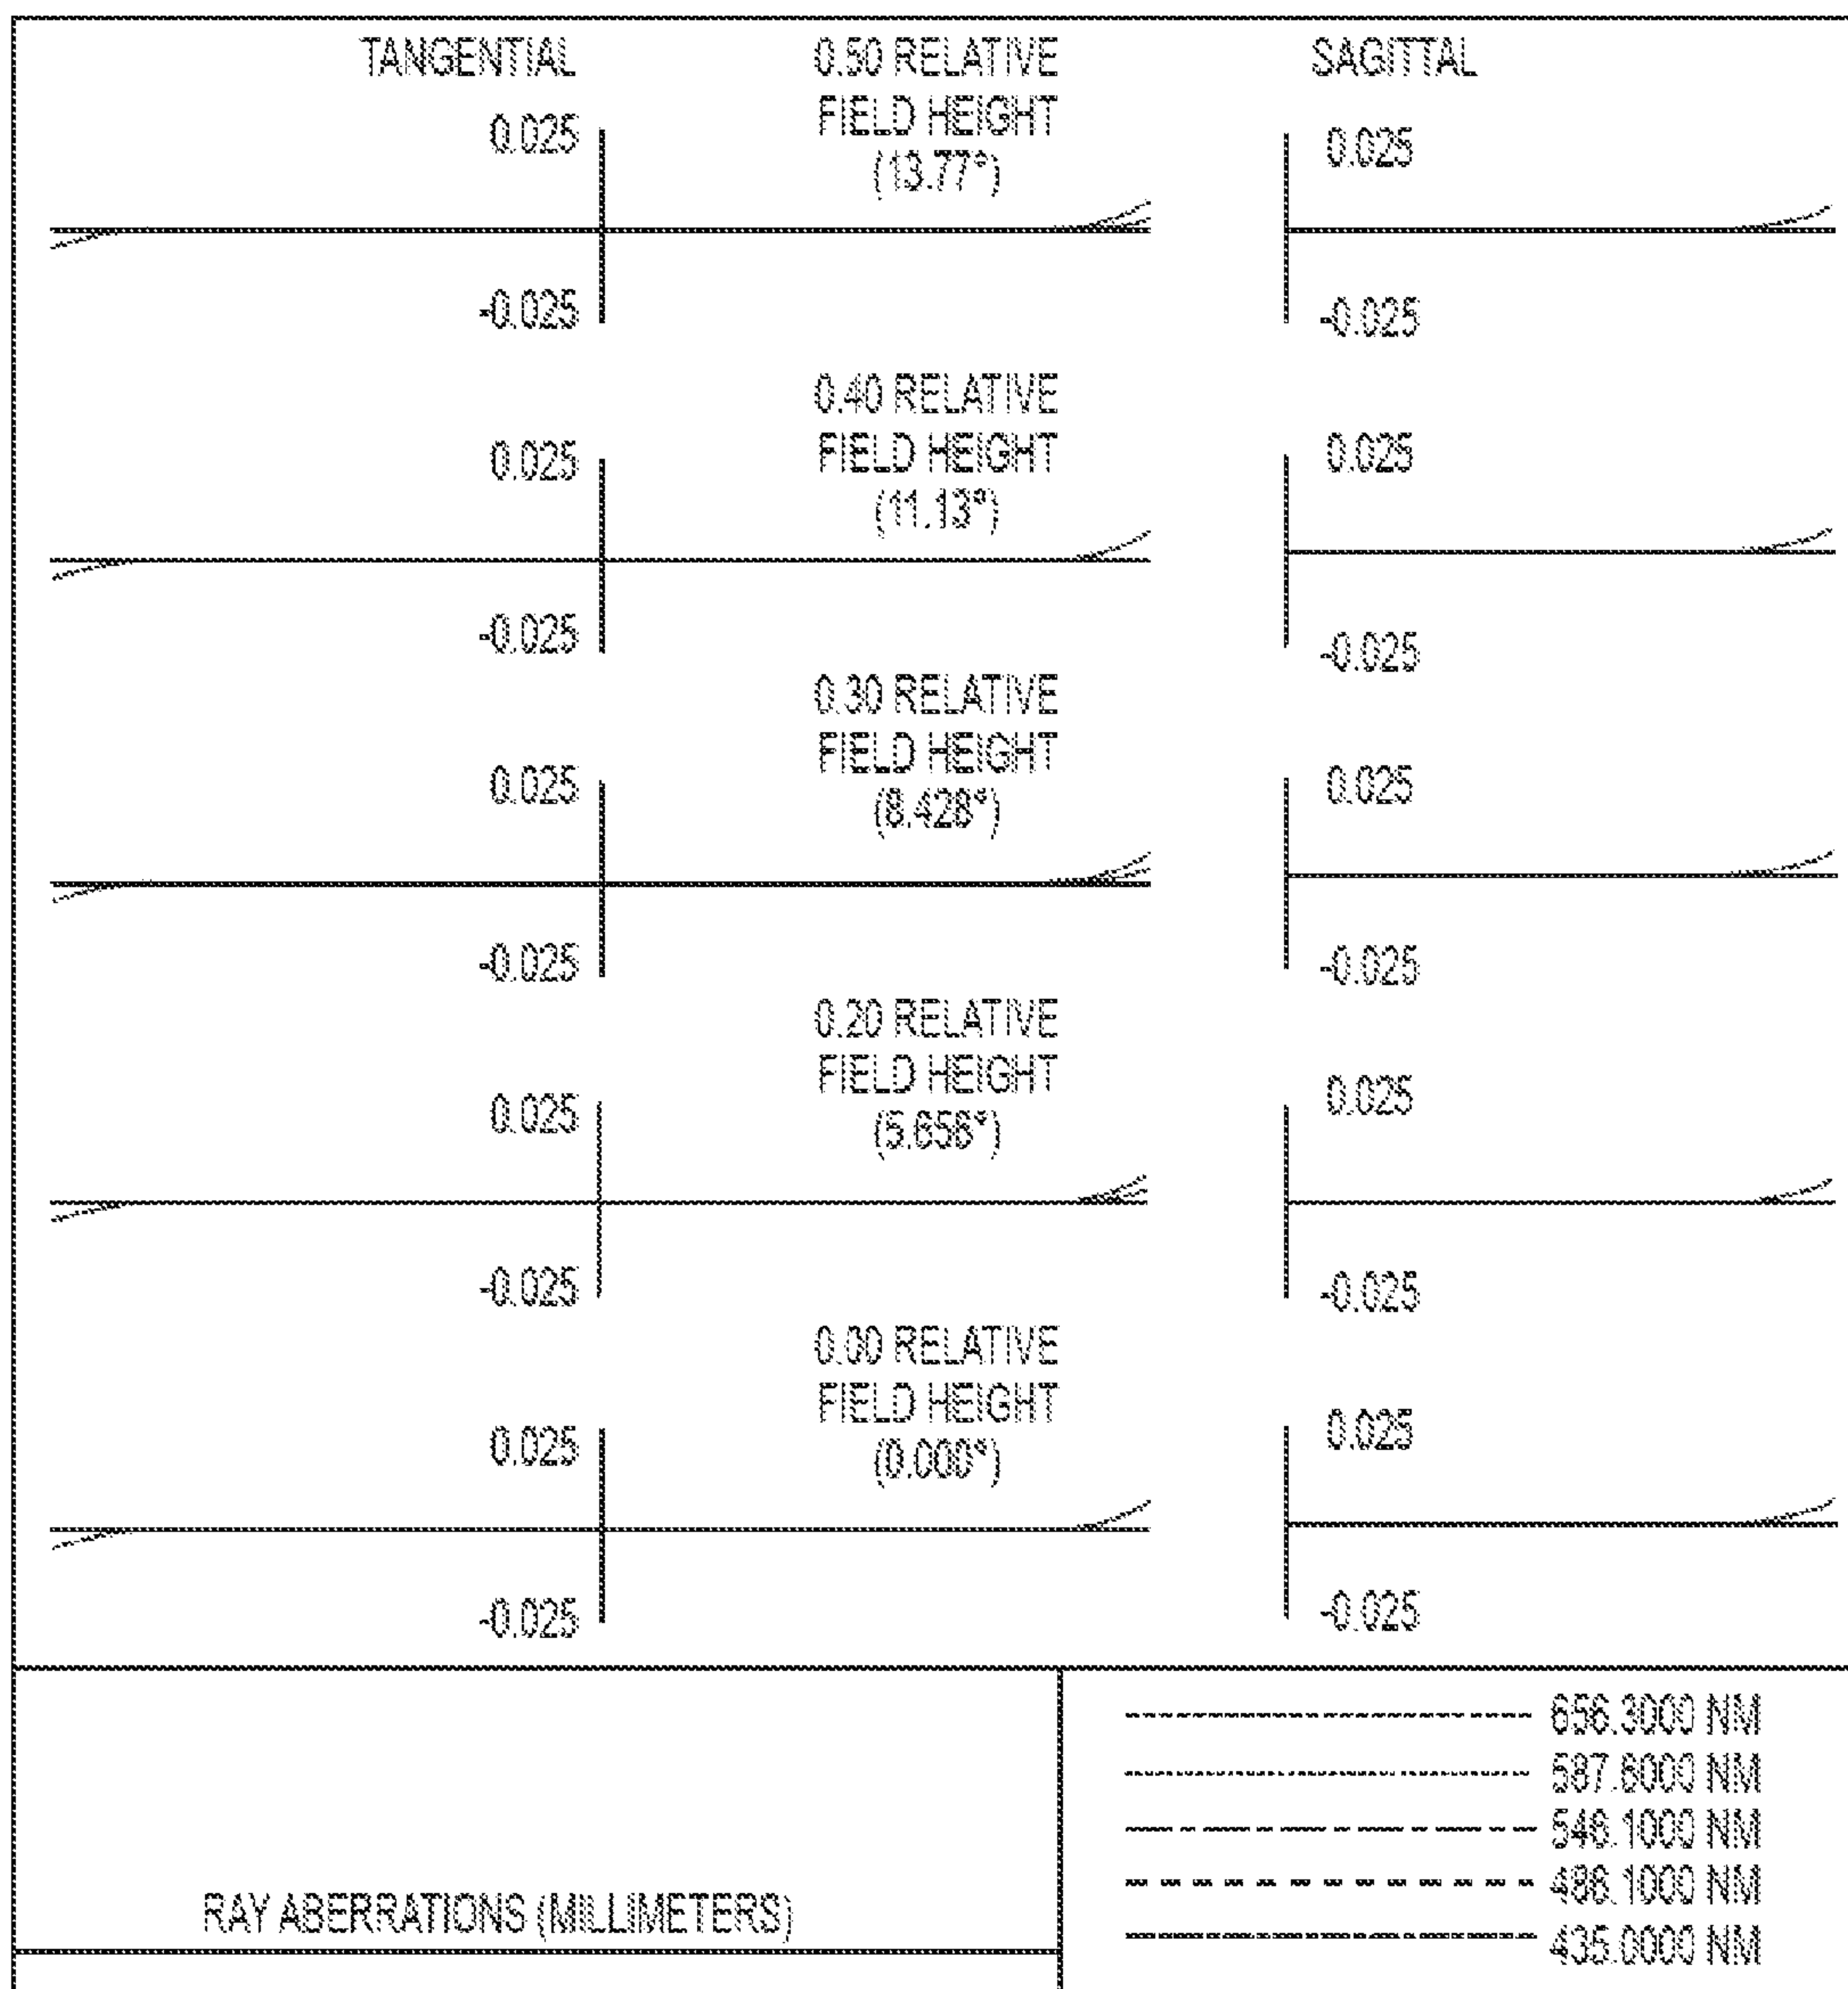 TANGENTIAL
0.50 RELATIVE
SAGITTAL
FIELD HEIGHT
(13.77°)
0.025
0.025
-0.025
-0.025
0.40 RELATIVE
FIELD HEIGHT
(11.13°)
0.025
0.025
-0.025
-0.025
0.30 RELATIVE
FIELD HEIGHT
(8.428°)
0.025
0.025
-0.025
-0.025
0.20 RELATIVE
FIELD HEIGHT
(5.656°)
0.025
0.025
-0.025
-0.025
0.00 RELATIVE
FIELD HEIGHT
(0.000°)
0.025
0.025
-0.025
-0.025
RAY ABERRATIONS (MILLIMETERS)
656.3000 NM
587.6000 NM
546.1000 NM
486.1000 NM
435.0000 NM